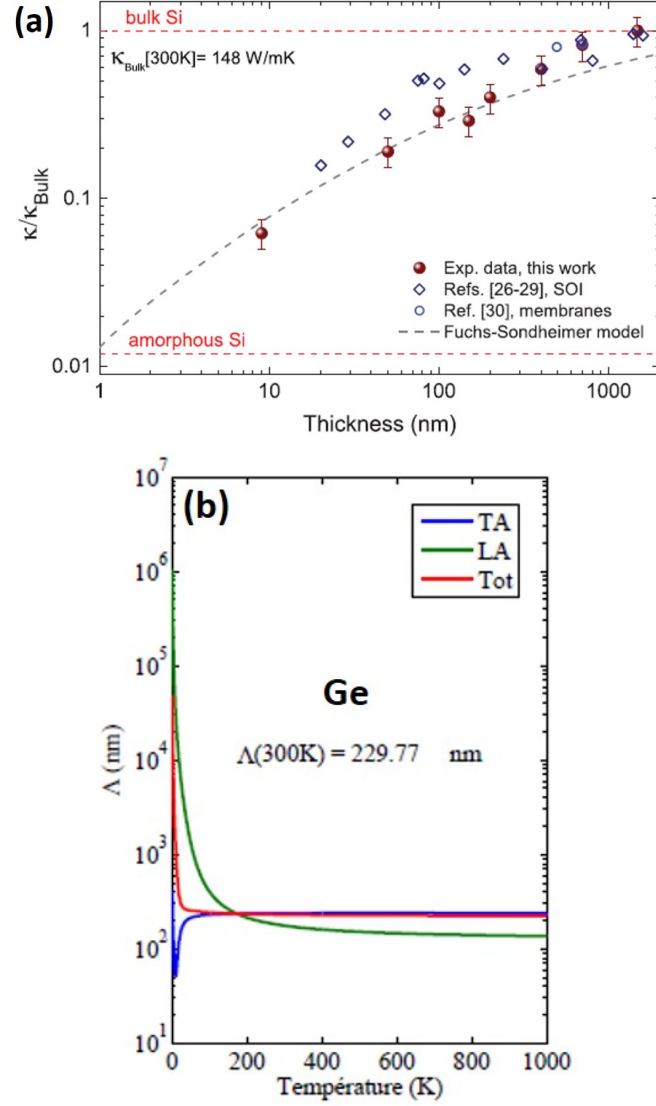 (a)
bulk Si
κBulk[300K]= 148 W/mK
1
0.1
0.01
κ/κBulk
Exp. data, this work
Refs. [26-29], SOI
Ref. [30], membranes
Fuchs-Sondheimer model
amorphous Si
1 10 100 1000
Thickness (nm)
(b)
TA
LA
Tot
10^7
10^6
10^5
10^4
10^3
10^2
10^1
Λ (nm)
Ge
Λ(300K) = 229.77 nm
0 200 400 600 800 1000
Température (K)